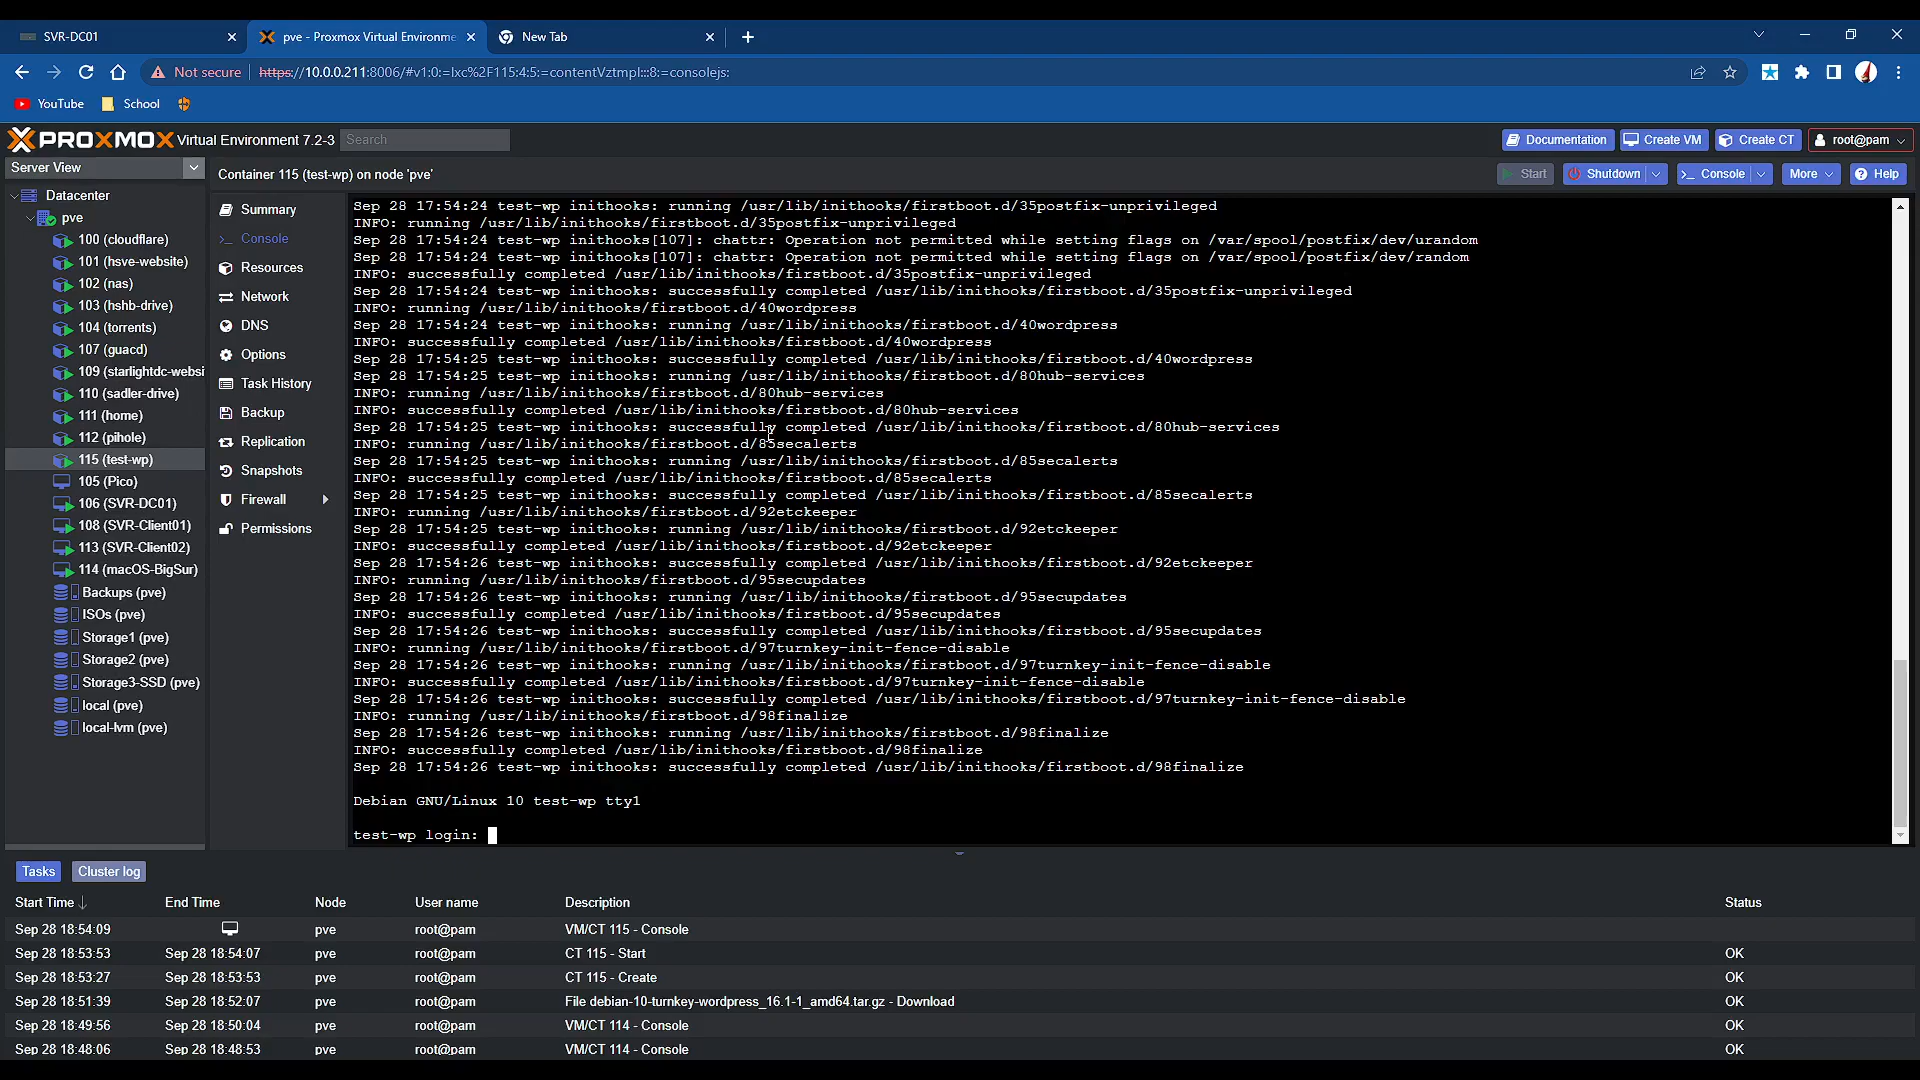 SVR-DC01
pve - Proxmox Virtual Environme
New Tab
Not secure
https://10.0.0.211:8006/#v1:0:=lxc%2F115:4:5:=contentVztmpl:::8:=consolejs:
YouTube
School
PROXMOX Virtual Environment 7.2-3
Search
Documentation
Create VM
Create CT
root@pam
Server View
Container 115 (test-wp) on node 'pve'
Start
Shutdown
Console
More
Help
Datacenter
pve
100 (cloudflare)
101 (hsve-website)
102 (nas)
103 (hshb-drive)
104 (torrents)
107 (guacd)
109 (starlightdc-websi
110 (sadler-drive)
111 (home)
112 (pihole)
115 (test-wp)
105 (Pico)
106 (SVR-DC01)
108 (SVR-Client01)
113 (SVR-Client02)
114 (macOS-BigSur)
Backups (pve)
ISOs (pve)
Storage1 (pve)
Storage2 (pve)
Storage3-SSD (pve)
local (pve)
local-lvm (pve)
Summary
Console
Resources
Network
DNS
Options
Task History
Backup
Replication
Snapshots
Firewall
Permissions
Sep 28 17:54:24 test-wp inithooks: running /usr/lib/inithooks/firstboot.d/35postfix-unprivileged
INFO: running /usr/lib/inithooks/firstboot.d/35postfix-unprivileged
Sep 28 17:54:24 test-wp inithooks[107]: chattr: Operation not permitted while setting flags on /var/spool/postfix/dev/urandom
Sep 28 17:54:24 test-wp inithooks[107]: chattr: Operation not permitted while setting flags on /var/spool/postfix/dev/random
INFO: successfully completed /usr/lib/inithooks/firstboot.d/35postfix-unprivileged
Sep 28 17:54:24 test-wp inithooks: successfully completed /usr/lib/inithooks/firstboot.d/35postfix-unprivileged
INFO: running /usr/lib/inithooks/firstboot.d/40wordpress
Sep 28 17:54:24 test-wp inithooks: running /usr/lib/inithooks/firstboot.d/40wordpress
INFO: successfully completed /usr/lib/inithooks/firstboot.d/40wordpress
Sep 28 17:54:25 test-wp inithooks: successfully completed /usr/lib/inithooks/firstboot.d/40wordpress
Sep 28 17:54:25 test-wp inithooks: running /usr/lib/inithooks/firstboot.d/80hub-services
INFO: running /usr/lib/inithooks/firstboot.d/80hub-services
INFO: successfully completed /usr/lib/inithooks/firstboot.d/80hub-services
Sep 28 17:54:25 test-wp inithooks: successfully completed /usr/lib/inithooks/firstboot.d/80hub-services
INFO: running /usr/lib/inithooks/firstboot.d/85secalerts
Sep 28 17:54:25 test-wp inithooks: running /usr/lib/inithooks/firstboot.d/85secalerts
INFO: successfully completed /usr/lib/inithooks/firstboot.d/85secalerts
Sep 28 17:54:25 test-wp inithooks: successfully completed /usr/lib/inithooks/firstboot.d/85secalerts
INFO: running /usr/lib/inithooks/firstboot.d/92etckeeper
Sep 28 17:54:25 test-wp inithooks: running /usr/lib/inithooks/firstboot.d/92etckeeper
INFO: successfully completed /usr/lib/inithooks/firstboot.d/92etckeeper
Sep 28 17:54:26 test-wp inithooks: successfully completed /usr/lib/inithooks/firstboot.d/92etckeeper
INFO: running /usr/lib/inithooks/firstboot.d/95secupdates
Sep 28 17:54:26 test-wp inithooks: running /usr/lib/inithooks/firstboot.d/95secupdates
INFO: successfully completed /usr/lib/inithooks/firstboot.d/95secupdates
Sep 28 17:54:26 test-wp inithooks: successfully completed /usr/lib/inithooks/firstboot.d/95secupdates
INFO: running /usr/lib/inithooks/firstboot.d/97turnkey-init-fence-disable
Sep 28 17:54:26 test-wp inithooks: running /usr/lib/inithooks/firstboot.d/97turnkey-init-fence-disable
INFO: successfully completed /usr/lib/inithooks/firstboot.d/97turnkey-init-fence-disable
Sep 28 17:54:26 test-wp inithooks: successfully completed /usr/lib/inithooks/firstboot.d/97turnkey-init-fence-disable
INFO: running /usr/lib/inithooks/firstboot.d/98finalize
Sep 28 17:54:26 test-wp inithooks: running /usr/lib/inithooks/firstboot.d/98finalize
INFO: successfully completed /usr/lib/inithooks/firstboot.d/98finalize
Sep 28 17:54:26 test-wp inithooks: successfully completed /usr/lib/inithooks/firstboot.d/98finalize
Debian GNU/Linux 10 test-wp tty1
test-wp login:
Tasks
Cluster log
Start Time End Time Node User name Description Status
Sep 28 18:54:09 pve root@pam VM/CT 115 - Console
Sep 28 18:53:53 Sep 28 18:54:07 pve root@pam CT 115 - Start OK
Sep 28 18:53:27 Sep 28 18:53:53 pve root@pam CT 115 - Create OK
Sep 28 18:51:39 Sep 28 18:52:07 pve root@pam File debian-10-turnkey-wordpress_16.1-1_amd64.tar.gz - Download OK
Sep 28 18:49:56 Sep 28 18:50:04 pve root@pam VM/CT 114 - Console OK
Sep 28 18:48:06 Sep 28 18:48:53 pve root@pam VM/CT 114 - Console OK